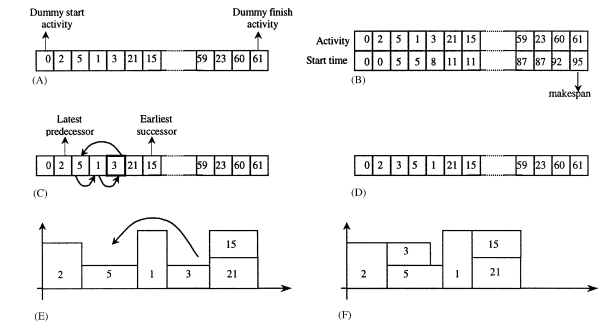 Dummy start activity
Dummy finish activity
0 2 5 1 3 21 15 59 23 60 61
(A)
Activity 0 2 5 1 3 21 15 59 23 60 61
Start time 0 0 5 5 8 11 11 87 87 92 95
(B)
makespan
Latest predecessor
Earliest successor
0 2 5 1 3 21 15 59 23 60 61
(C)
0 2 3 5 1 21 15 59 23 60 61
(D)
2 5 1 3 15 21
(E)
2 3 5 1 15 21
(F)